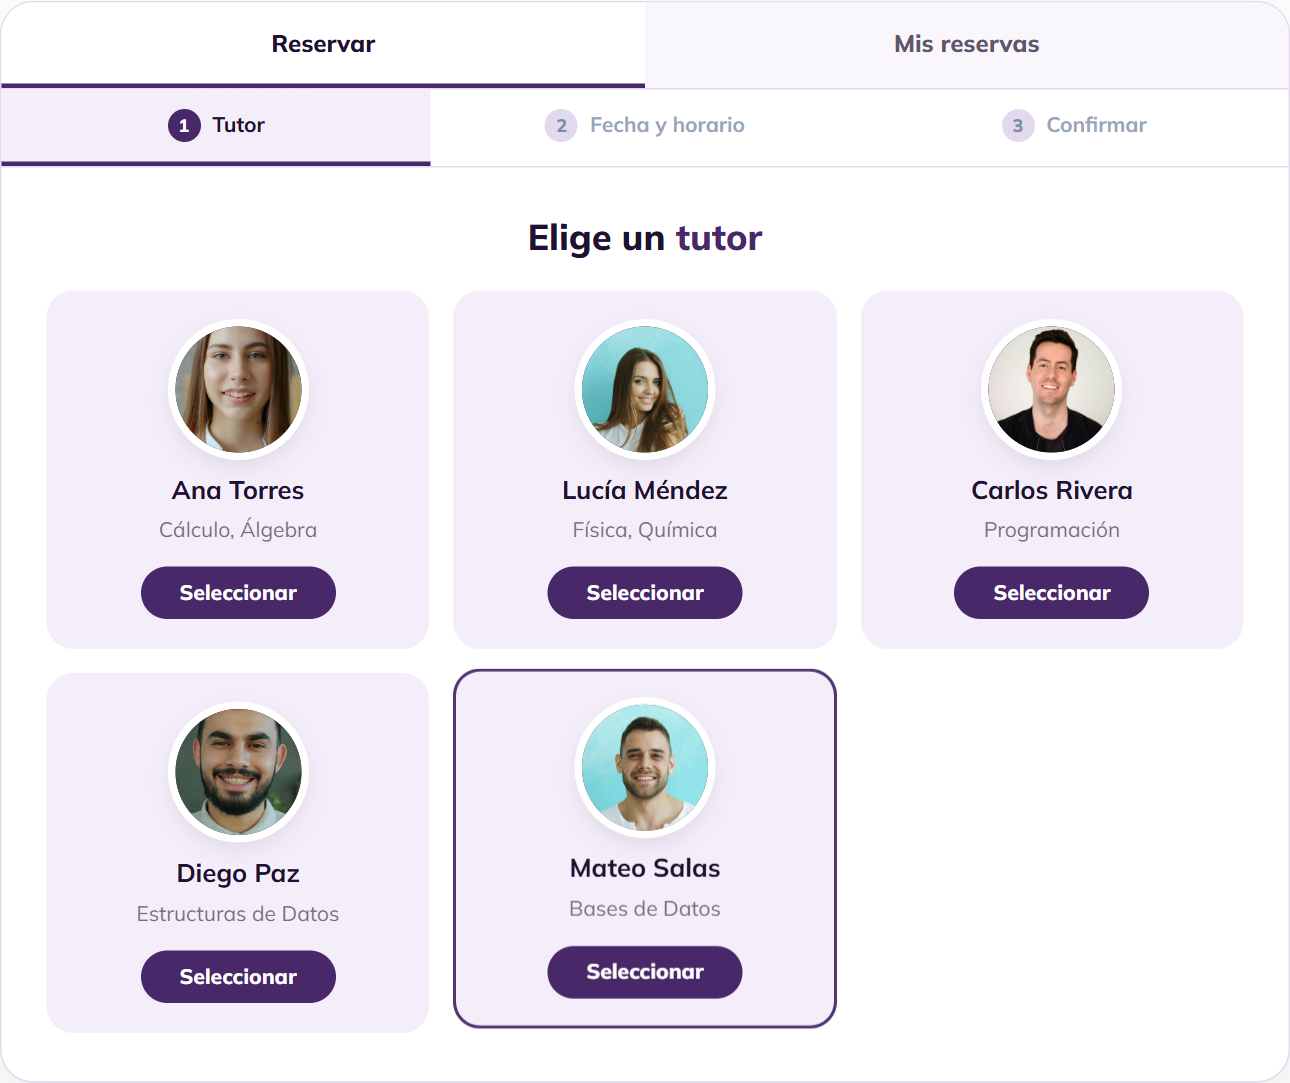 Reservar
Mis reservas
1 Tutor
2 Fecha y horario
3 Confirmar
Elige un tutor
Ana Torres
Cálculo, Álgebra
Seleccionar
Lucía Méndez
Física, Química
Seleccionar
Carlos Rivera
Programación
Seleccionar
Diego Paz
Estructuras de Datos
Seleccionar
Mateo Salas
Bases de Datos
Seleccionar